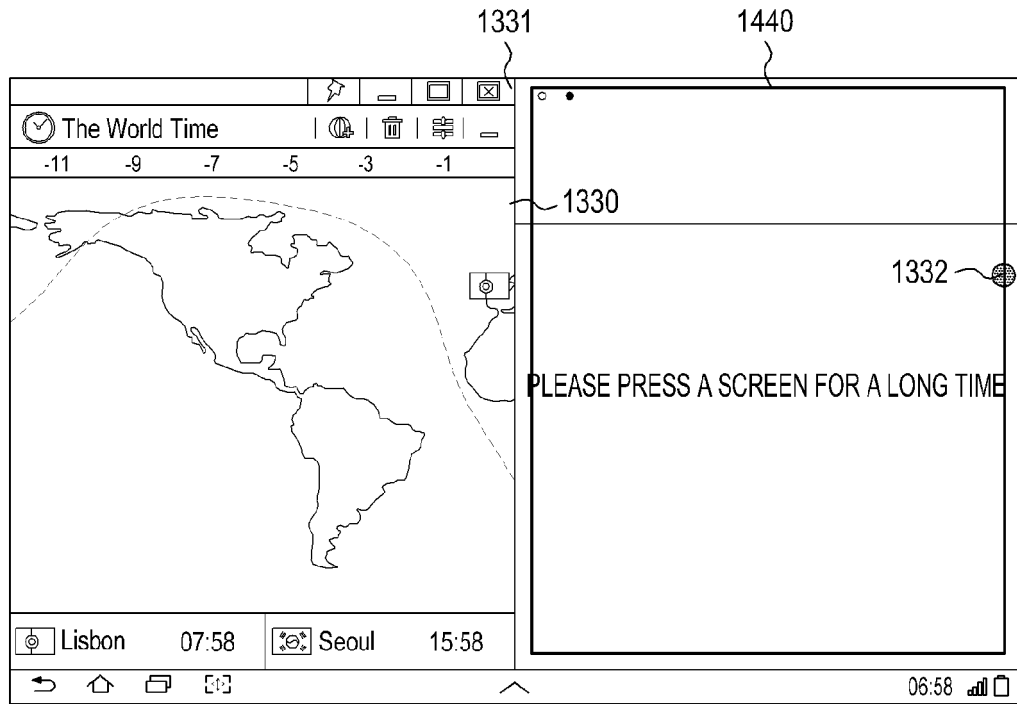 1331 1440
The World Time
-11 -9 -7 -5 -3 -1
1330
1332
PLEASE PRESS A SCREEN FOR A LONG TIME
Lisbon 07:58 Seoul 15:58
06:58